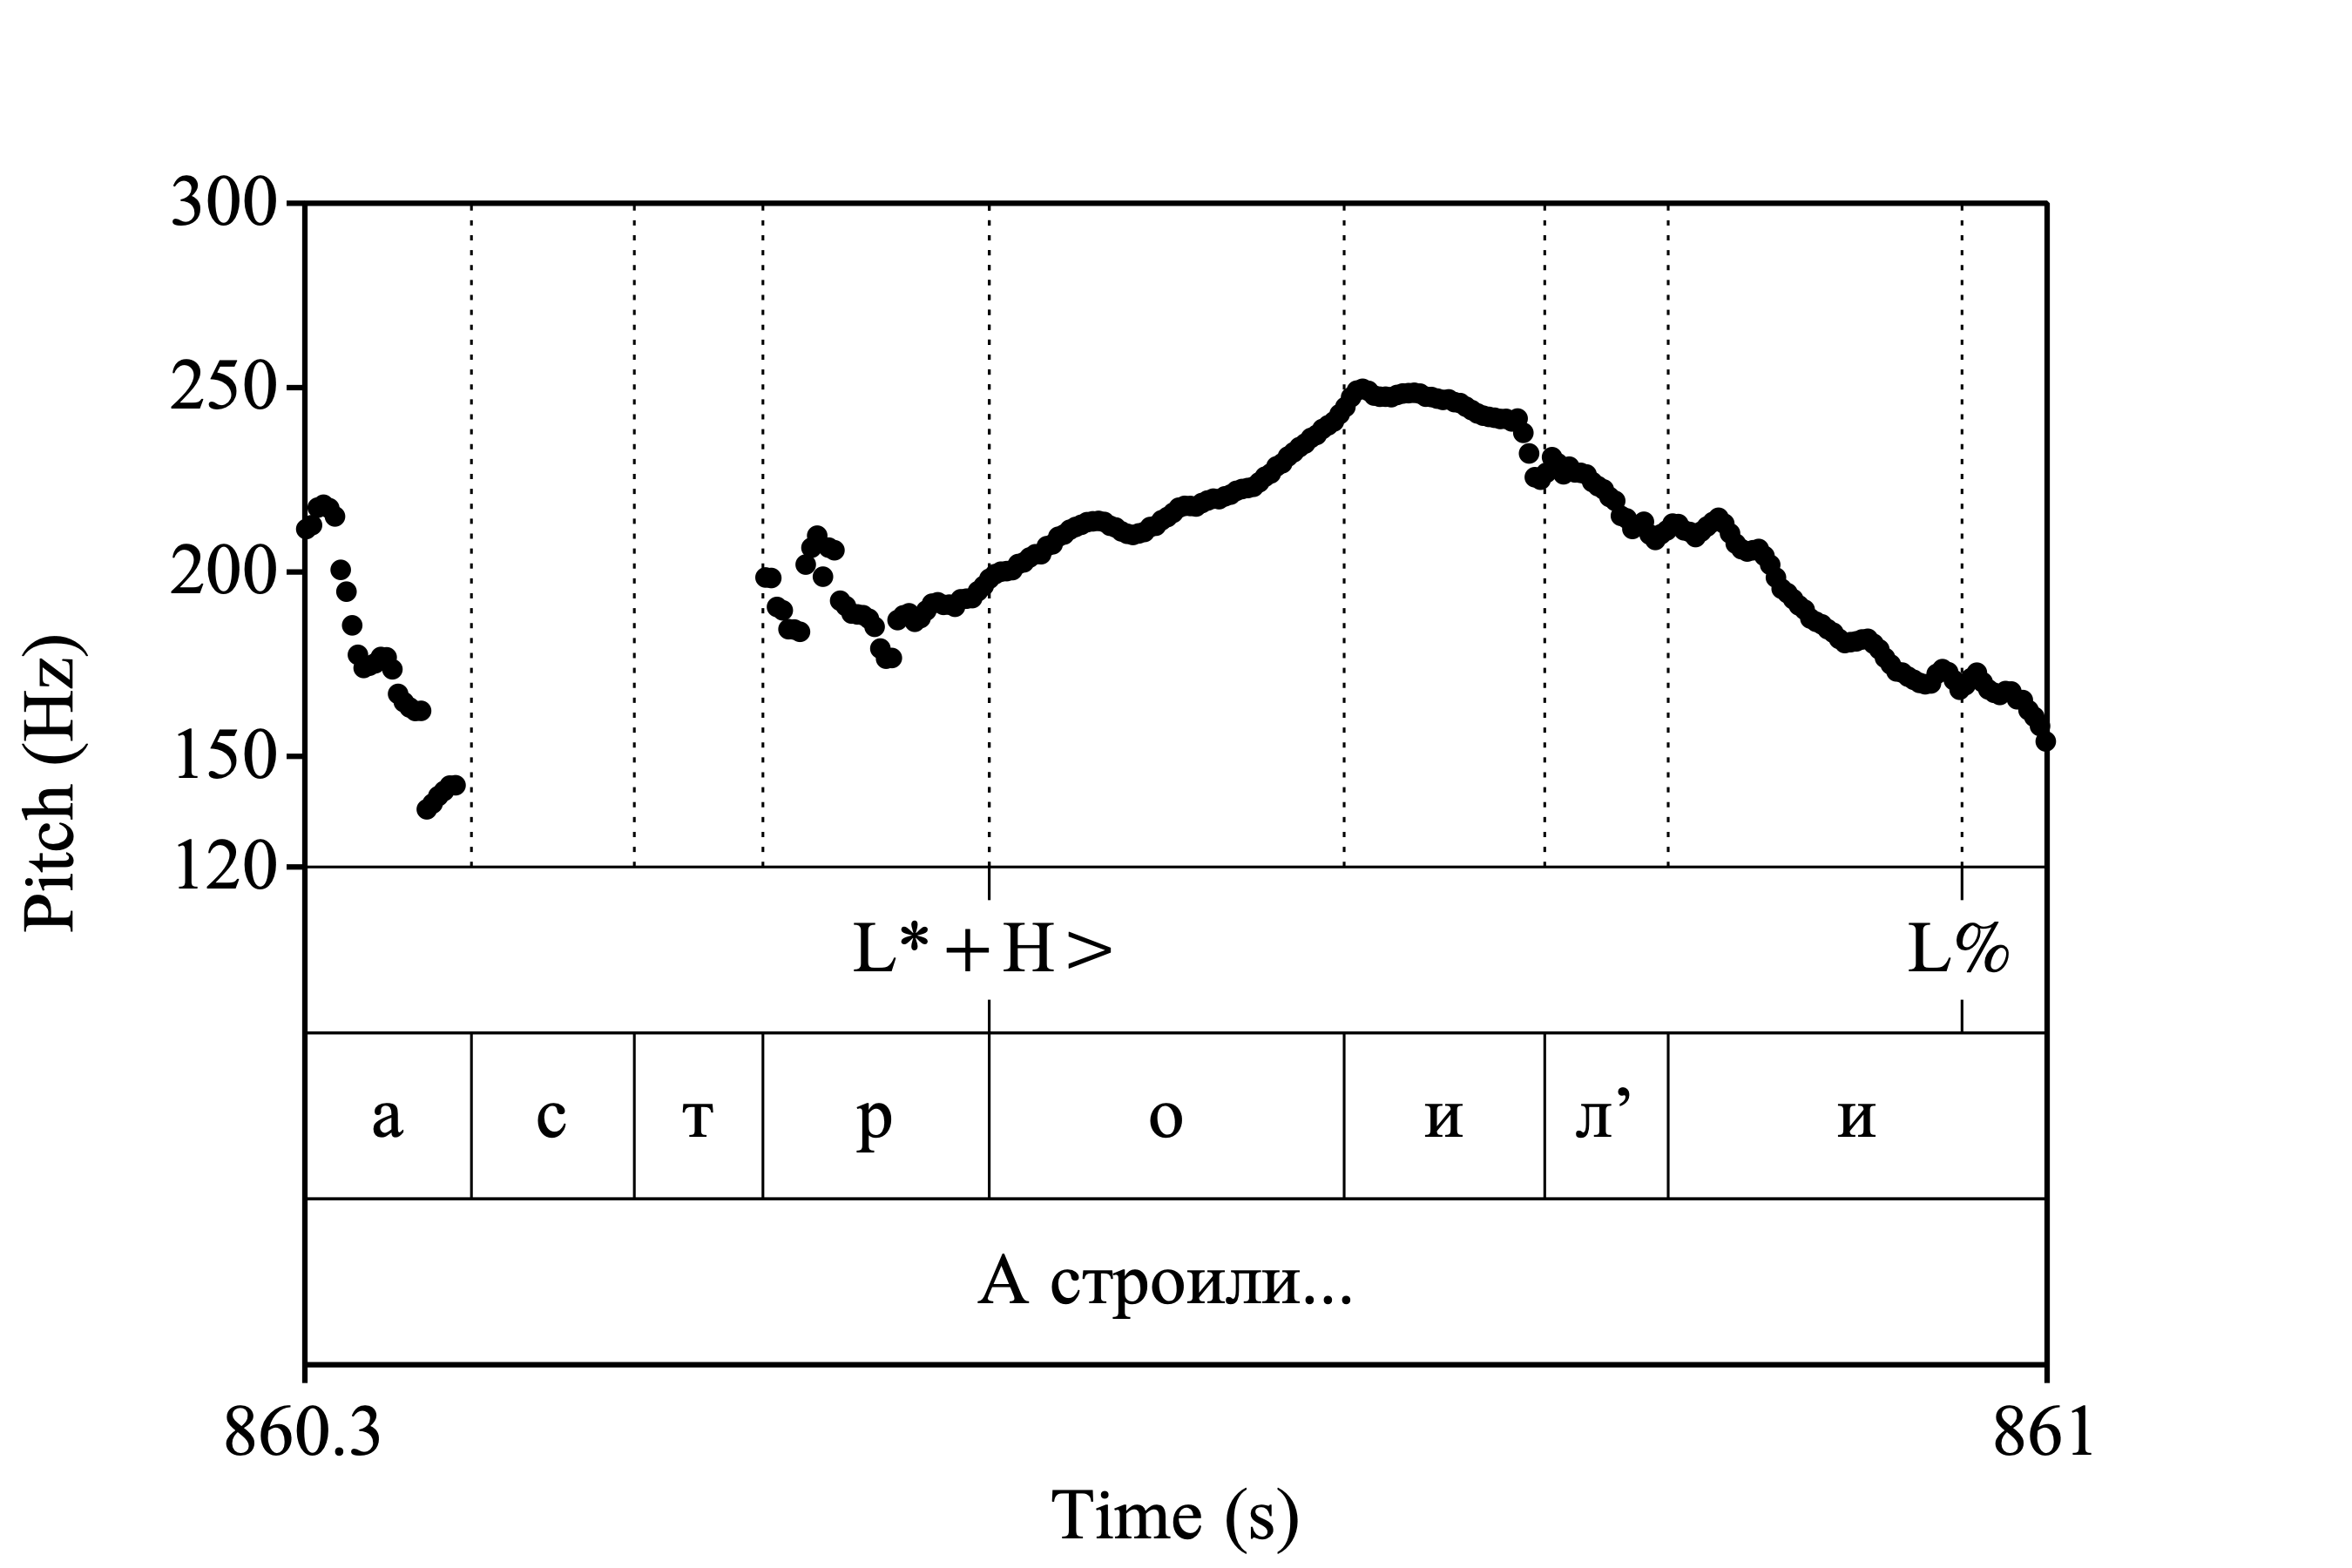 Pitch (Hz)
300
250
200
150
120
L*+H> L%
а с т р о и л’ и
А строили...
860.3 861
Time (s)